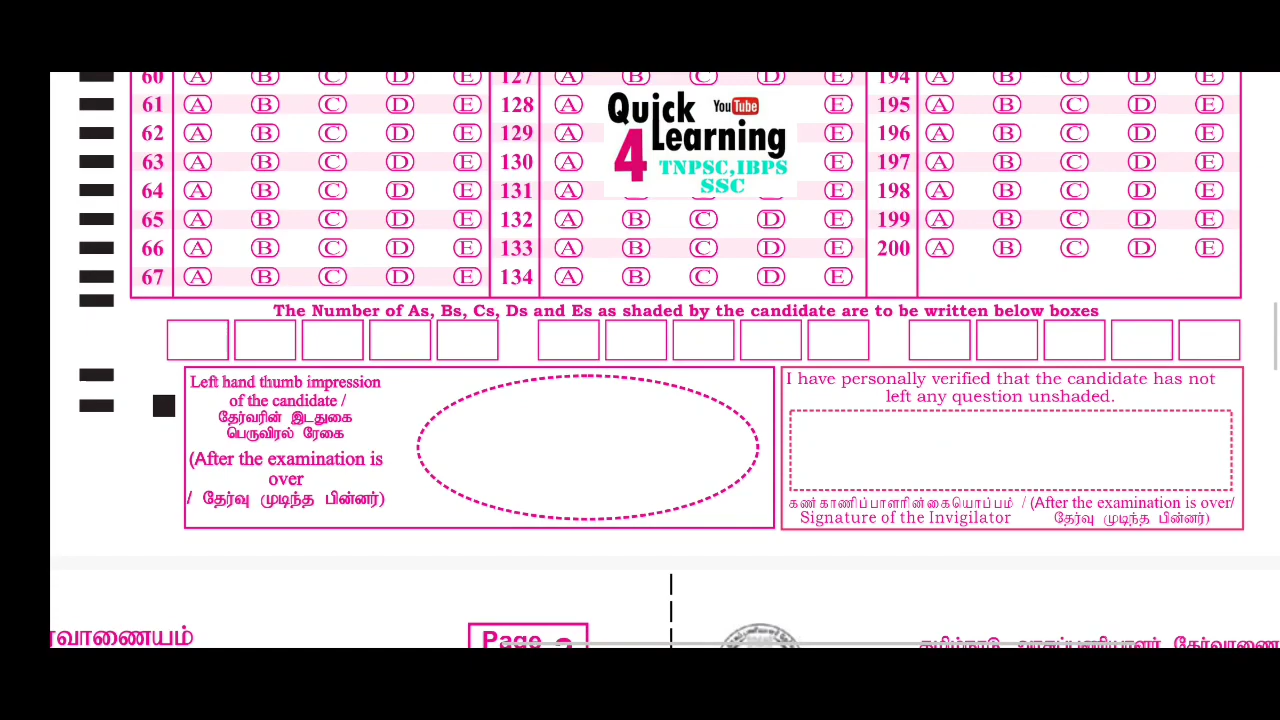 60 A B C D E 127 A B C D E 194 A B C D E
61 A B C D E 128 A E 195 A B C D E
62 A B C D E 129 A E 196 A B C D E
63 A B C D E 130 A E 197 A B C D E
64 A B C D E 131 A E 198 A B C D E
65 A B C D E 132 A B C D E 199 A B C D E
66 A B C D E 133 A B C D E 200 A B C D E
67 A B C D E 134 A B C D E
Quick YouTube
4 Learning
TNPSC,IBPS
SSC
The Number of As, Bs, Cs, Ds and Es as shaded by the candidate are to be written below boxes
Left hand thumb impression
of the candidate /
தேர்வரின் இடதுகை
பெருவிரல் ரேகை
(After the examination is
over
/ தேர்வு முடிந்த பின்னர்)
I have personally verified that the candidate has not
left any question unshaded.
கண்காணிப்பாளரின்கையொப்பம் / (After the examination is over/
Signature of the Invigilator தேர்வு முடிந்த பின்னர்)
ர்வாணையம்
Page